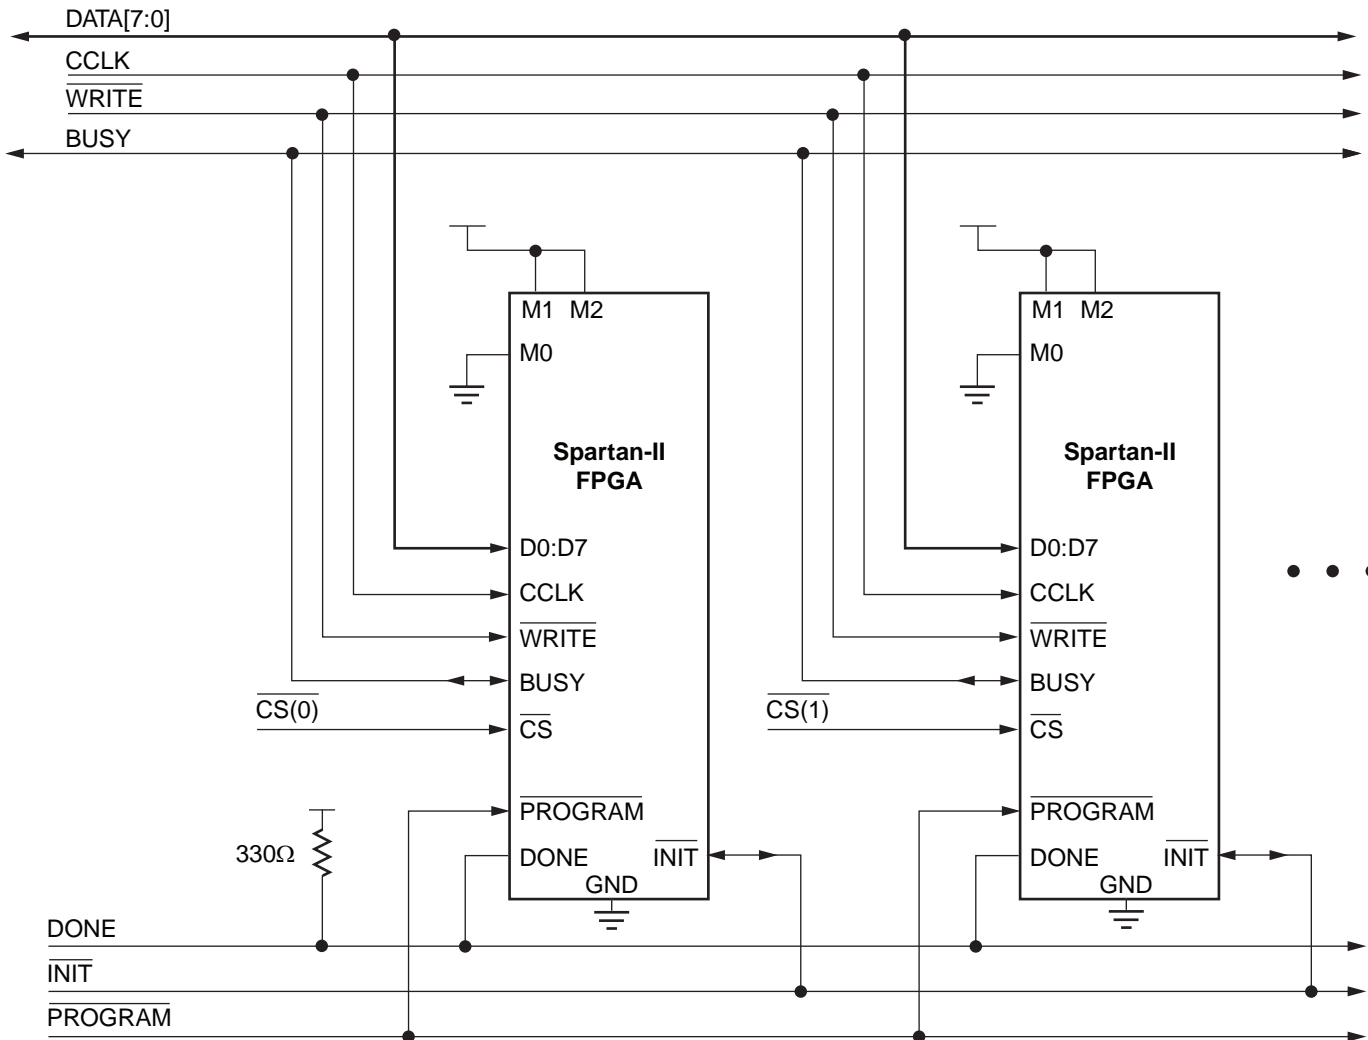 DATA[7:0]
CCLK
WRITE
BUSY
M1 M2
M0
Spartan-II
FPGA
D0:D7
CCLK
WRITE
BUSY
CS(0)
CS
PROGRAM
330Ω
DONE
INIT
GND
M1 M2
M0
Spartan-II
FPGA
D0:D7
CCLK
WRITE
BUSY
CS(1)
CS
PROGRAM
DONE
INIT
GND
DONE
INIT
PROGRAM